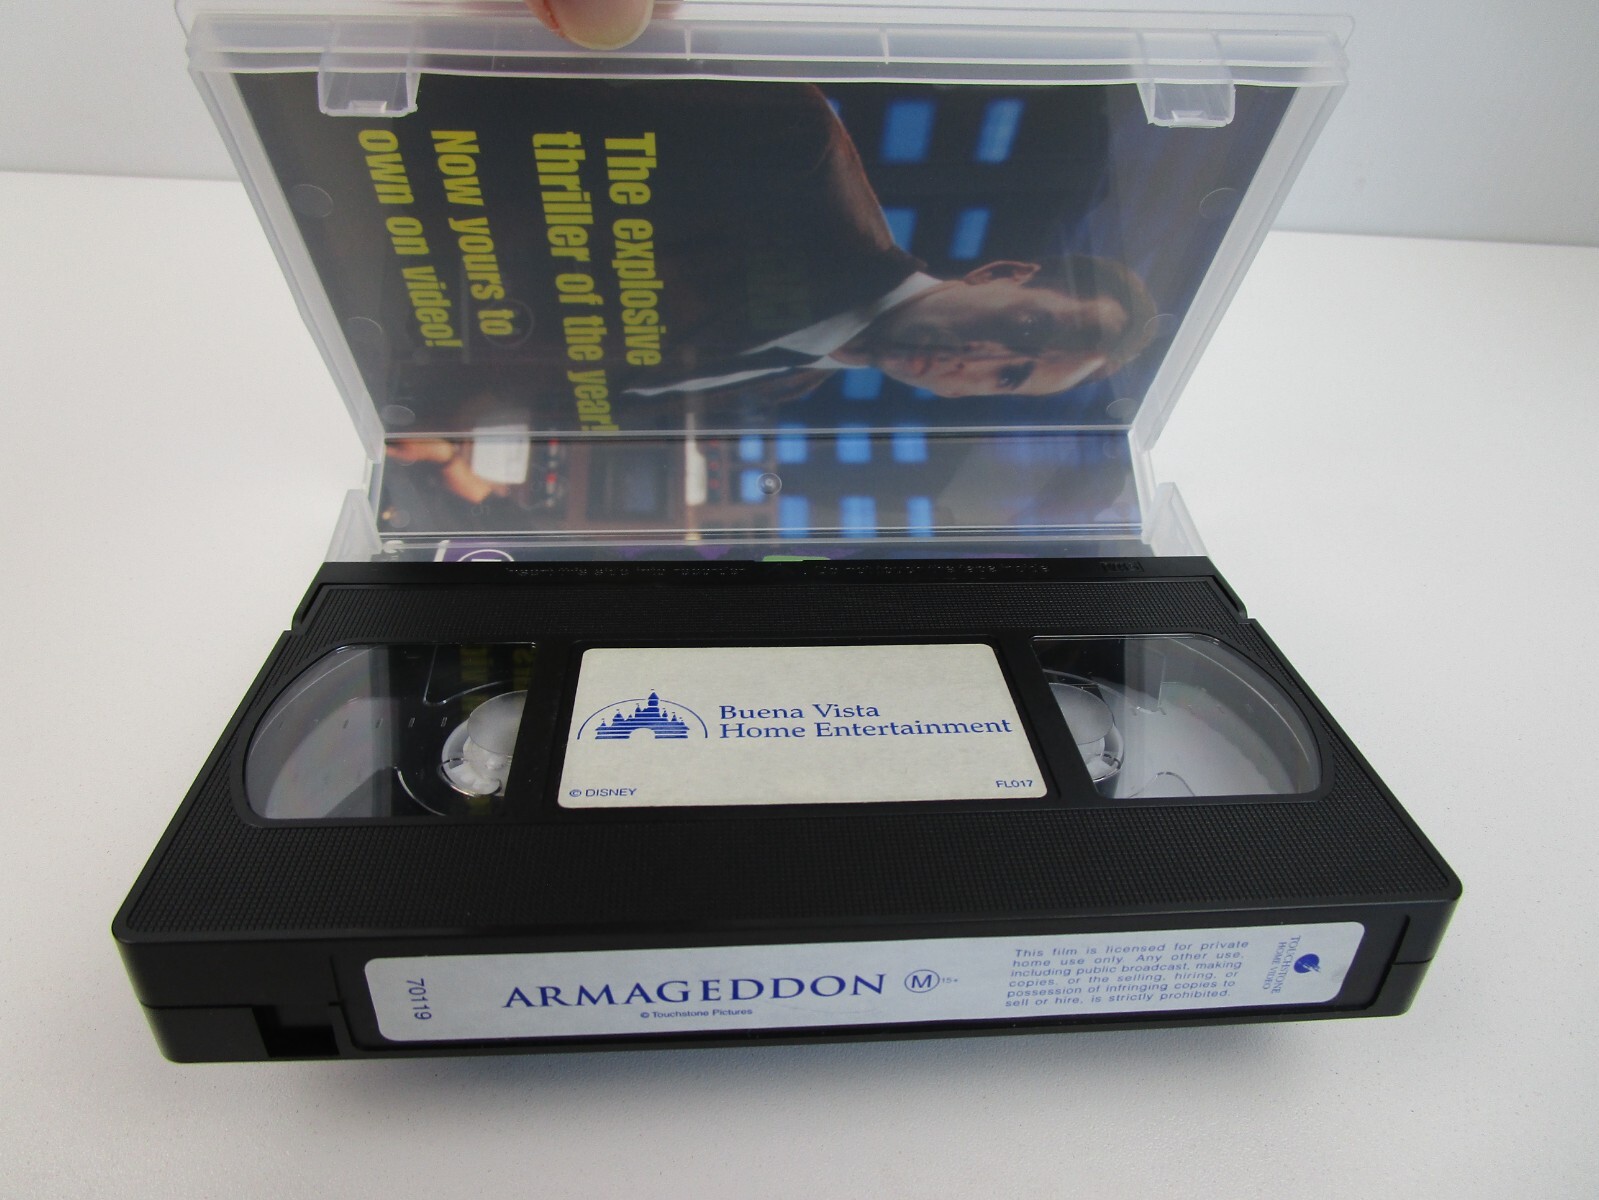 The explosive
thriller of the year!
Now yours to
own on video!
Buena Vista
Home Entertainment
© DISNEY
FL017
70119
ARMAGEDDON
M 15+
© Touchstone Pictures
This film is licensed for private
home use only. Any other use,
including public broadcast, making
copies, or the selling, hiring, or
possession of infringing copies to
sell or hire, is strictly prohibited.
TOUCHSTONE
HOME VIDEO